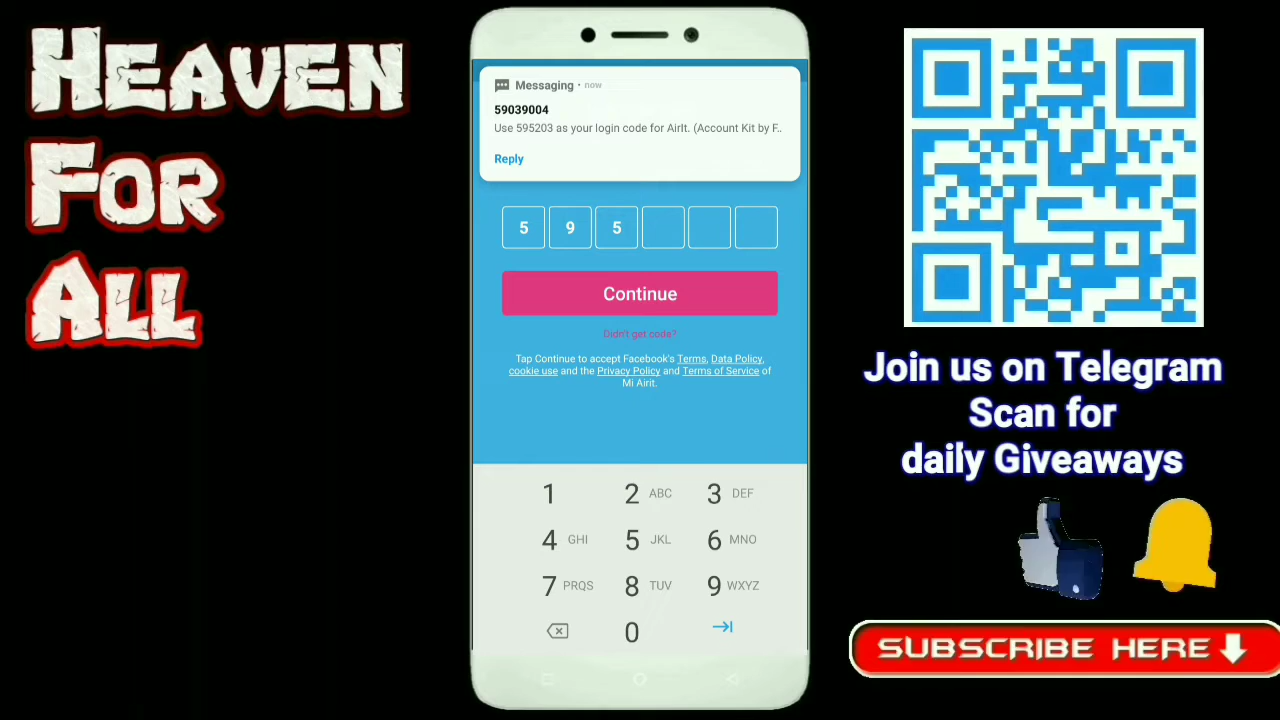 Heaven
For
All
Messaging • now
59039004
Use 595203 as your login code for AirIt. (Account Kit by F..
Reply
5 9 5
Continue
Didn't get code?
Tap Continue to accept Facebook's Terms, Data Policy,
cookie use and the Privacy Policy and Terms of Service of
Mi Airit.
1 2 ABC 3 DEF
4 GHI 5 JKL 6 MNO
7 PRQS 8 TUV 9 WXYZ
0
Join us on Telegram
Scan for
daily Giveaways
SUBSCRIBE HERE